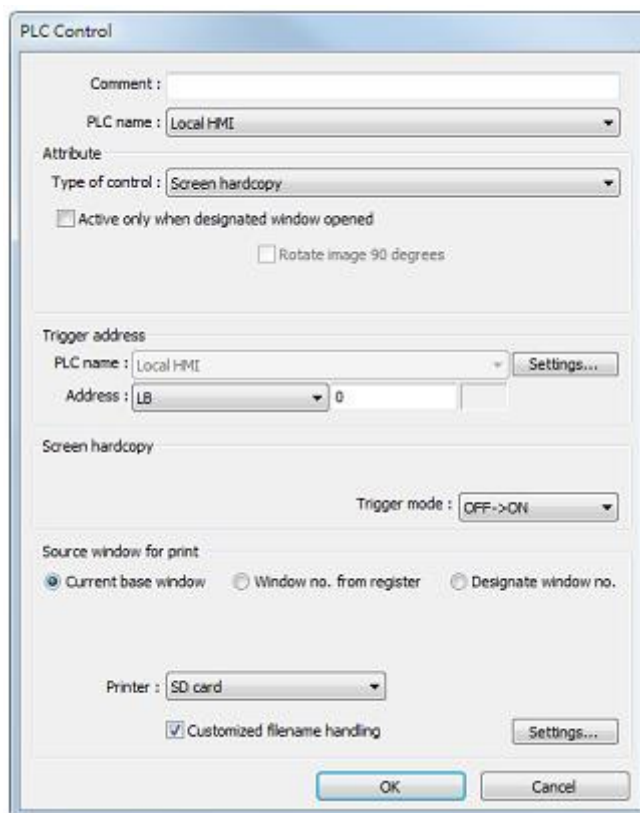 PLC Control
Comment :
PLC name : Local HMI
Attribute
Type of control : Screen hardcopy
Active only when designated window opened
Rotate image 90 degrees
Trigger address
PLC name : Local HMI Settings...
Address : LB 0
Screen hardcopy
Trigger mode : OFF->ON
Source window for print
Current base window Window no. from register Designate window no.
Printer : SD card
Customized filename handling Settings...
OK Cancel